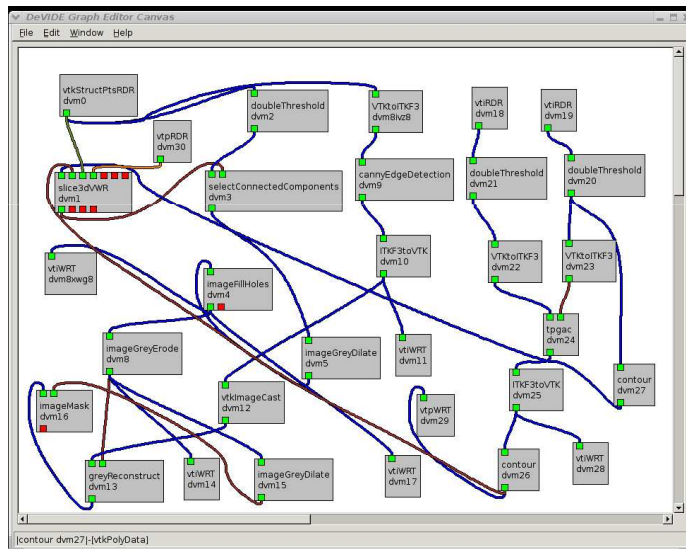 DeVIDE Graph Editor Canvas
File Edit Window Help
vtkStructPtsRDR
dvm0
doubleThreshold
dvm2
VTKtoITKF3
dvm8ivz8
vtiRDR
dvm18
vtiRDR
dvm19
vtpRDR
dvm30
slice3dVWR
dvm1
selectConnectedComponents
dvm3
cannyEdgeDetection
dvm9
doubleThreshold
dvm21
doubleThreshold
dvm20
vtiWRT
dvm8xwg8
imageFillHoles
dvm4
ITKF3toVTK
dvm10
VTKtoITKF3
dvm22
VTKtoITKF3
dvm23
imageGreyErode
dvm8
imageGreyDilate
dvm5
vtiWRT
dvm11
tpgac
dvm24
imageMask
dvm16
vtkImageCast
dvm12
vtpWRT
dvm29
ITKF3toVTK
dvm25
contour
dvm27
greyReconstruct
dvm13
vtiWRT
dvm14
imageGreyDilate
dvm15
vtiWRT
dvm17
contour
dvm26
vtiWRT
dvm28
|contour dvm27|-|vtkPolyData]